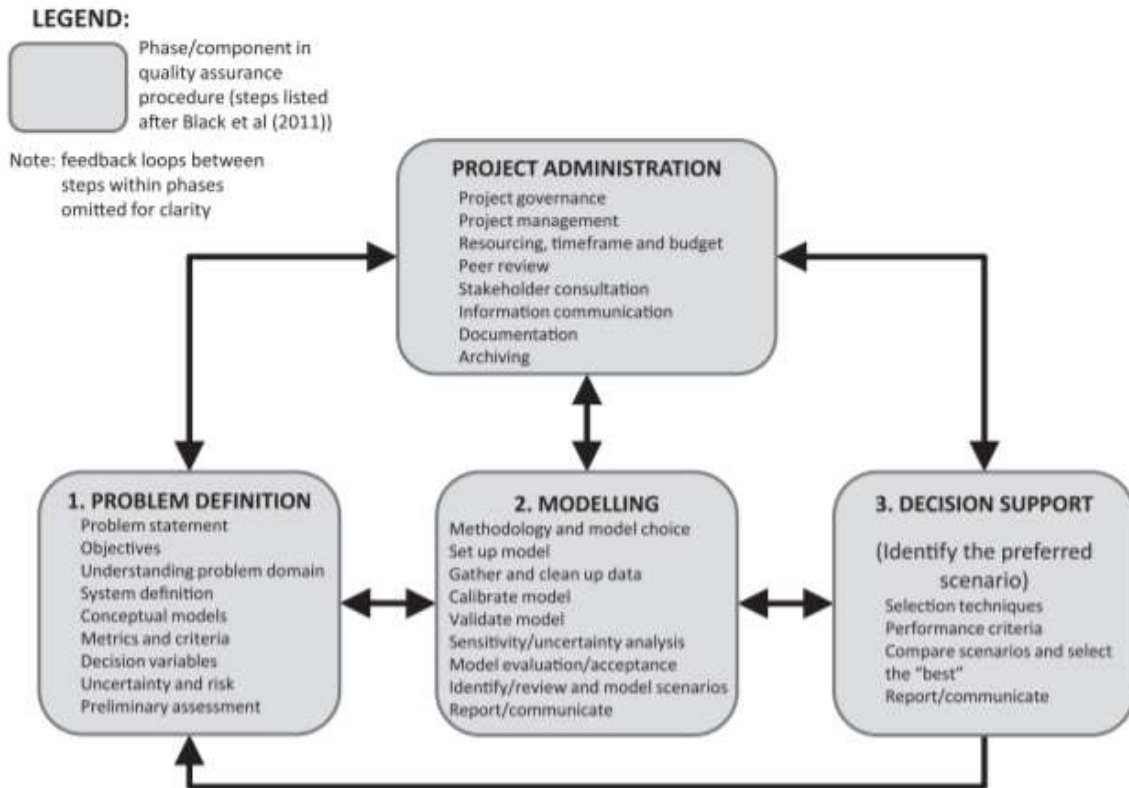 LEGEND:
Phase/component in
quality assurance
procedure (steps listed
after Black et al (2011))
Note: feedback loops between
steps within phases
omitted for clarity
PROJECT ADMINISTRATION
Project governance
Project management
Resourcing, timeframe and budget
Peer review
Stakeholder consultation
Information communication
Documentation
Archiving
1. PROBLEM DEFINITION
Problem statement
Objectives
Understanding problem domain
System definition
Conceptual models
Metrics and criteria
Decision variables
Uncertainty and risk
Preliminary assessment
2. MODELLING
Methodology and model choice
Set up model
Gather and clean up data
Calibrate model
Validate model
Sensitivity/uncertainty analysis
Model evaluation/acceptance
Identify/review and model scenarios
Report/communicate
3. DECISION SUPPORT
(Identify the preferred
scenario)
Selection techniques
Performance criteria
Compare scenarios and select
the "best"
Report/communicate